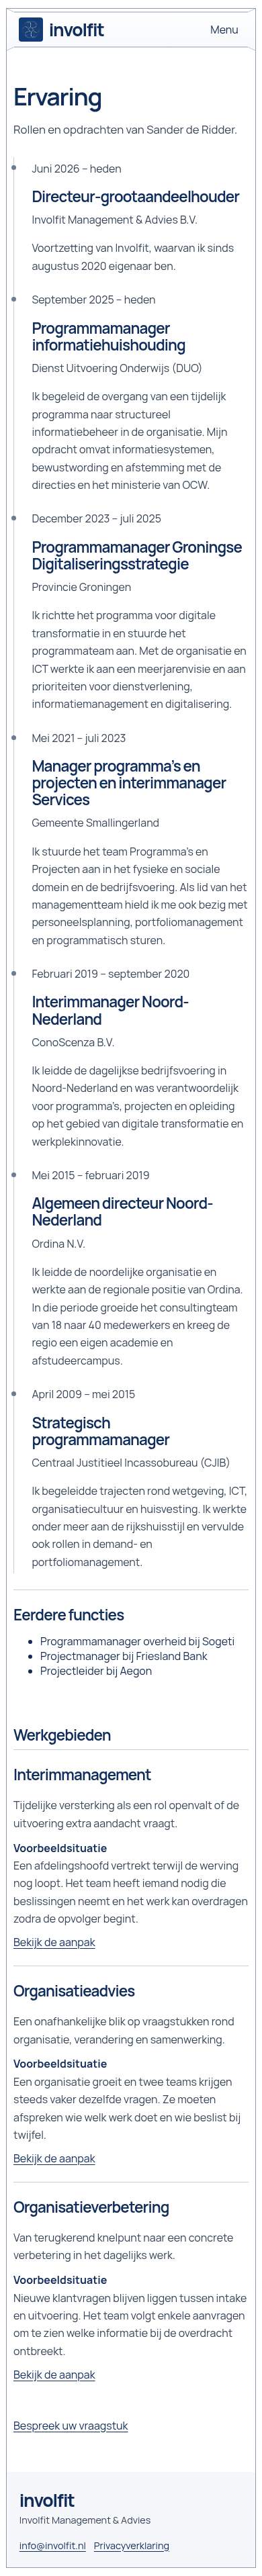 involfit
Menu
Ervaring
Rollen en opdrachten van Sander de Ridder.
Juni 2026 – heden
Directeur-grootaandeelhouder
Involfit Management & Advies B.V.
Voortzetting van Involfit, waarvan ik sinds
augustus 2020 eigenaar ben.
September 2025 – heden
Programmamanager
informatiehuishouding
Dienst Uitvoering Onderwijs (DUO)
Ik begeleid de overgang van een tijdelijk
programma naar structureel
informatiebeheer in de organisatie. Mijn
opdracht omvat informatiesystemen,
bewustwording en afstemming met de
directies en het ministerie van OCW.
December 2023 – juli 2025
Programmamanager Groningse
Digitaliseringsstrategie
Provincie Groningen
Ik richtte het programma voor digitale
transformatie in en stuurde het
programmateam aan. Met de organisatie en
ICT werkte ik aan een meerjarenvisie en aan
prioriteiten voor dienstverlening,
informatiemanagement en digitalisering.
Mei 2021 – juli 2023
Manager programma's en
projecten en interimmanager
Services
Gemeente Smallingerland
Ik stuurde het team Programma's en
Projecten aan in het fysieke en sociale
domein en de bedrijfsvoering. Als lid van het
managementteam hield ik me ook bezig met
personeelsplanning, portfoliomanagement
en programmatisch sturen.
Februari 2019 – september 2020
Interimmanager Noord-
Nederland
ConoScenza B.V.
Ik leidde de dagelijkse bedrijfsvoering in
Noord-Nederland en was verantwoordelijk
voor programma's, projecten en opleiding
op het gebied van digitale transformatie en
werkplekinnovatie.
Mei 2015 – februari 2019
Algemeen directeur Noord-
Nederland
Ordina N.V.
Ik leidde de noordelijke organisatie en
werkte aan de regionale positie van Ordina.
In die periode groeide het consultingteam
van 18 naar 40 medewerkers en kreeg de
regio een eigen academie en
afstudeercampus.
April 2009 – mei 2015
Strategisch
programmamanager
Centraal Justitieel Incassobureau (CJIB)
Ik begeleidde trajecten rond wetgeving, ICT,
organisatiecultuur en huisvesting. Ik werkte
onder meer aan de rijkshuisstijl en vervulde
ook rollen in demand- en
portfoliomanagement.
Eerdere functies
Programmamanager overheid bij Sogeti
Projectmanager bij Friesland Bank
Projectleider bij Aegon
Werkgebieden
Interimmanagement
Tijdelijke versterking als een rol openvalt of de
uitvoering extra aandacht vraagt.
Voorbeeldsituatie
Een afdelingshoofd vertrekt terwijl de werving
nog loopt. Het team heeft iemand nodig die
beslissingen neemt en het werk kan overdragen
zodra de opvolger begint.
Bekijk de aanpak
Organisatieadvies
Een onafhankelijke blik op vraagstukken rond
organisatie, verandering en samenwerking.
Voorbeeldsituatie
Een organisatie groeit en twee teams krijgen
steeds vaker dezelfde vragen. Ze moeten
afspreken wie welk werk doet en wie beslist bij
twijfel.
Bekijk de aanpak
Organisatieverbetering
Van terugkerend knelpunt naar een concrete
verbetering in het dagelijks werk.
Voorbeeldsituatie
Nieuwe klantvragen blijven liggen tussen intake
en uitvoering. Het team volgt enkele aanvragen
om te zien welke informatie bij de overdracht
ontbreekt.
Bekijk de aanpak
Bespreek uw vraagstuk
involfit
Involfit Management & Advies
info@involfit.nl Privacyverklaring